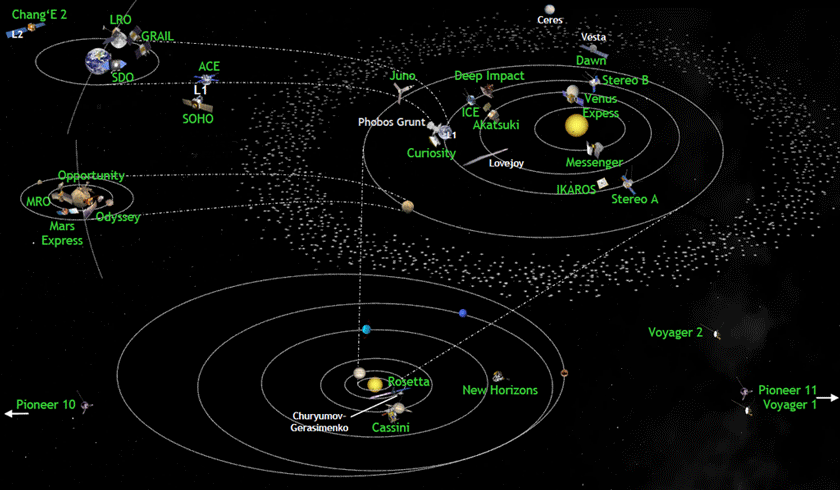 Chang'E 2
L2
LRO
GRAIL
SDO
ACE
L1
SOHO
Ceres
Vesta
Dawn
Juno
Deep Impact
Stereo B
ICE
Venus
Expess
Phobos Grunt
L1
Akatsuki
Curiosity
Lovejoy
Messenger
IKAROS
Stereo A
Opportunity
MRO
Odyssey
Mars
Express
Voyager 2
Rosetta
New Horizons
Pioneer 10
Pioneer 11
Voyager 1
Churyumov-
Gerasimenko
Cassini